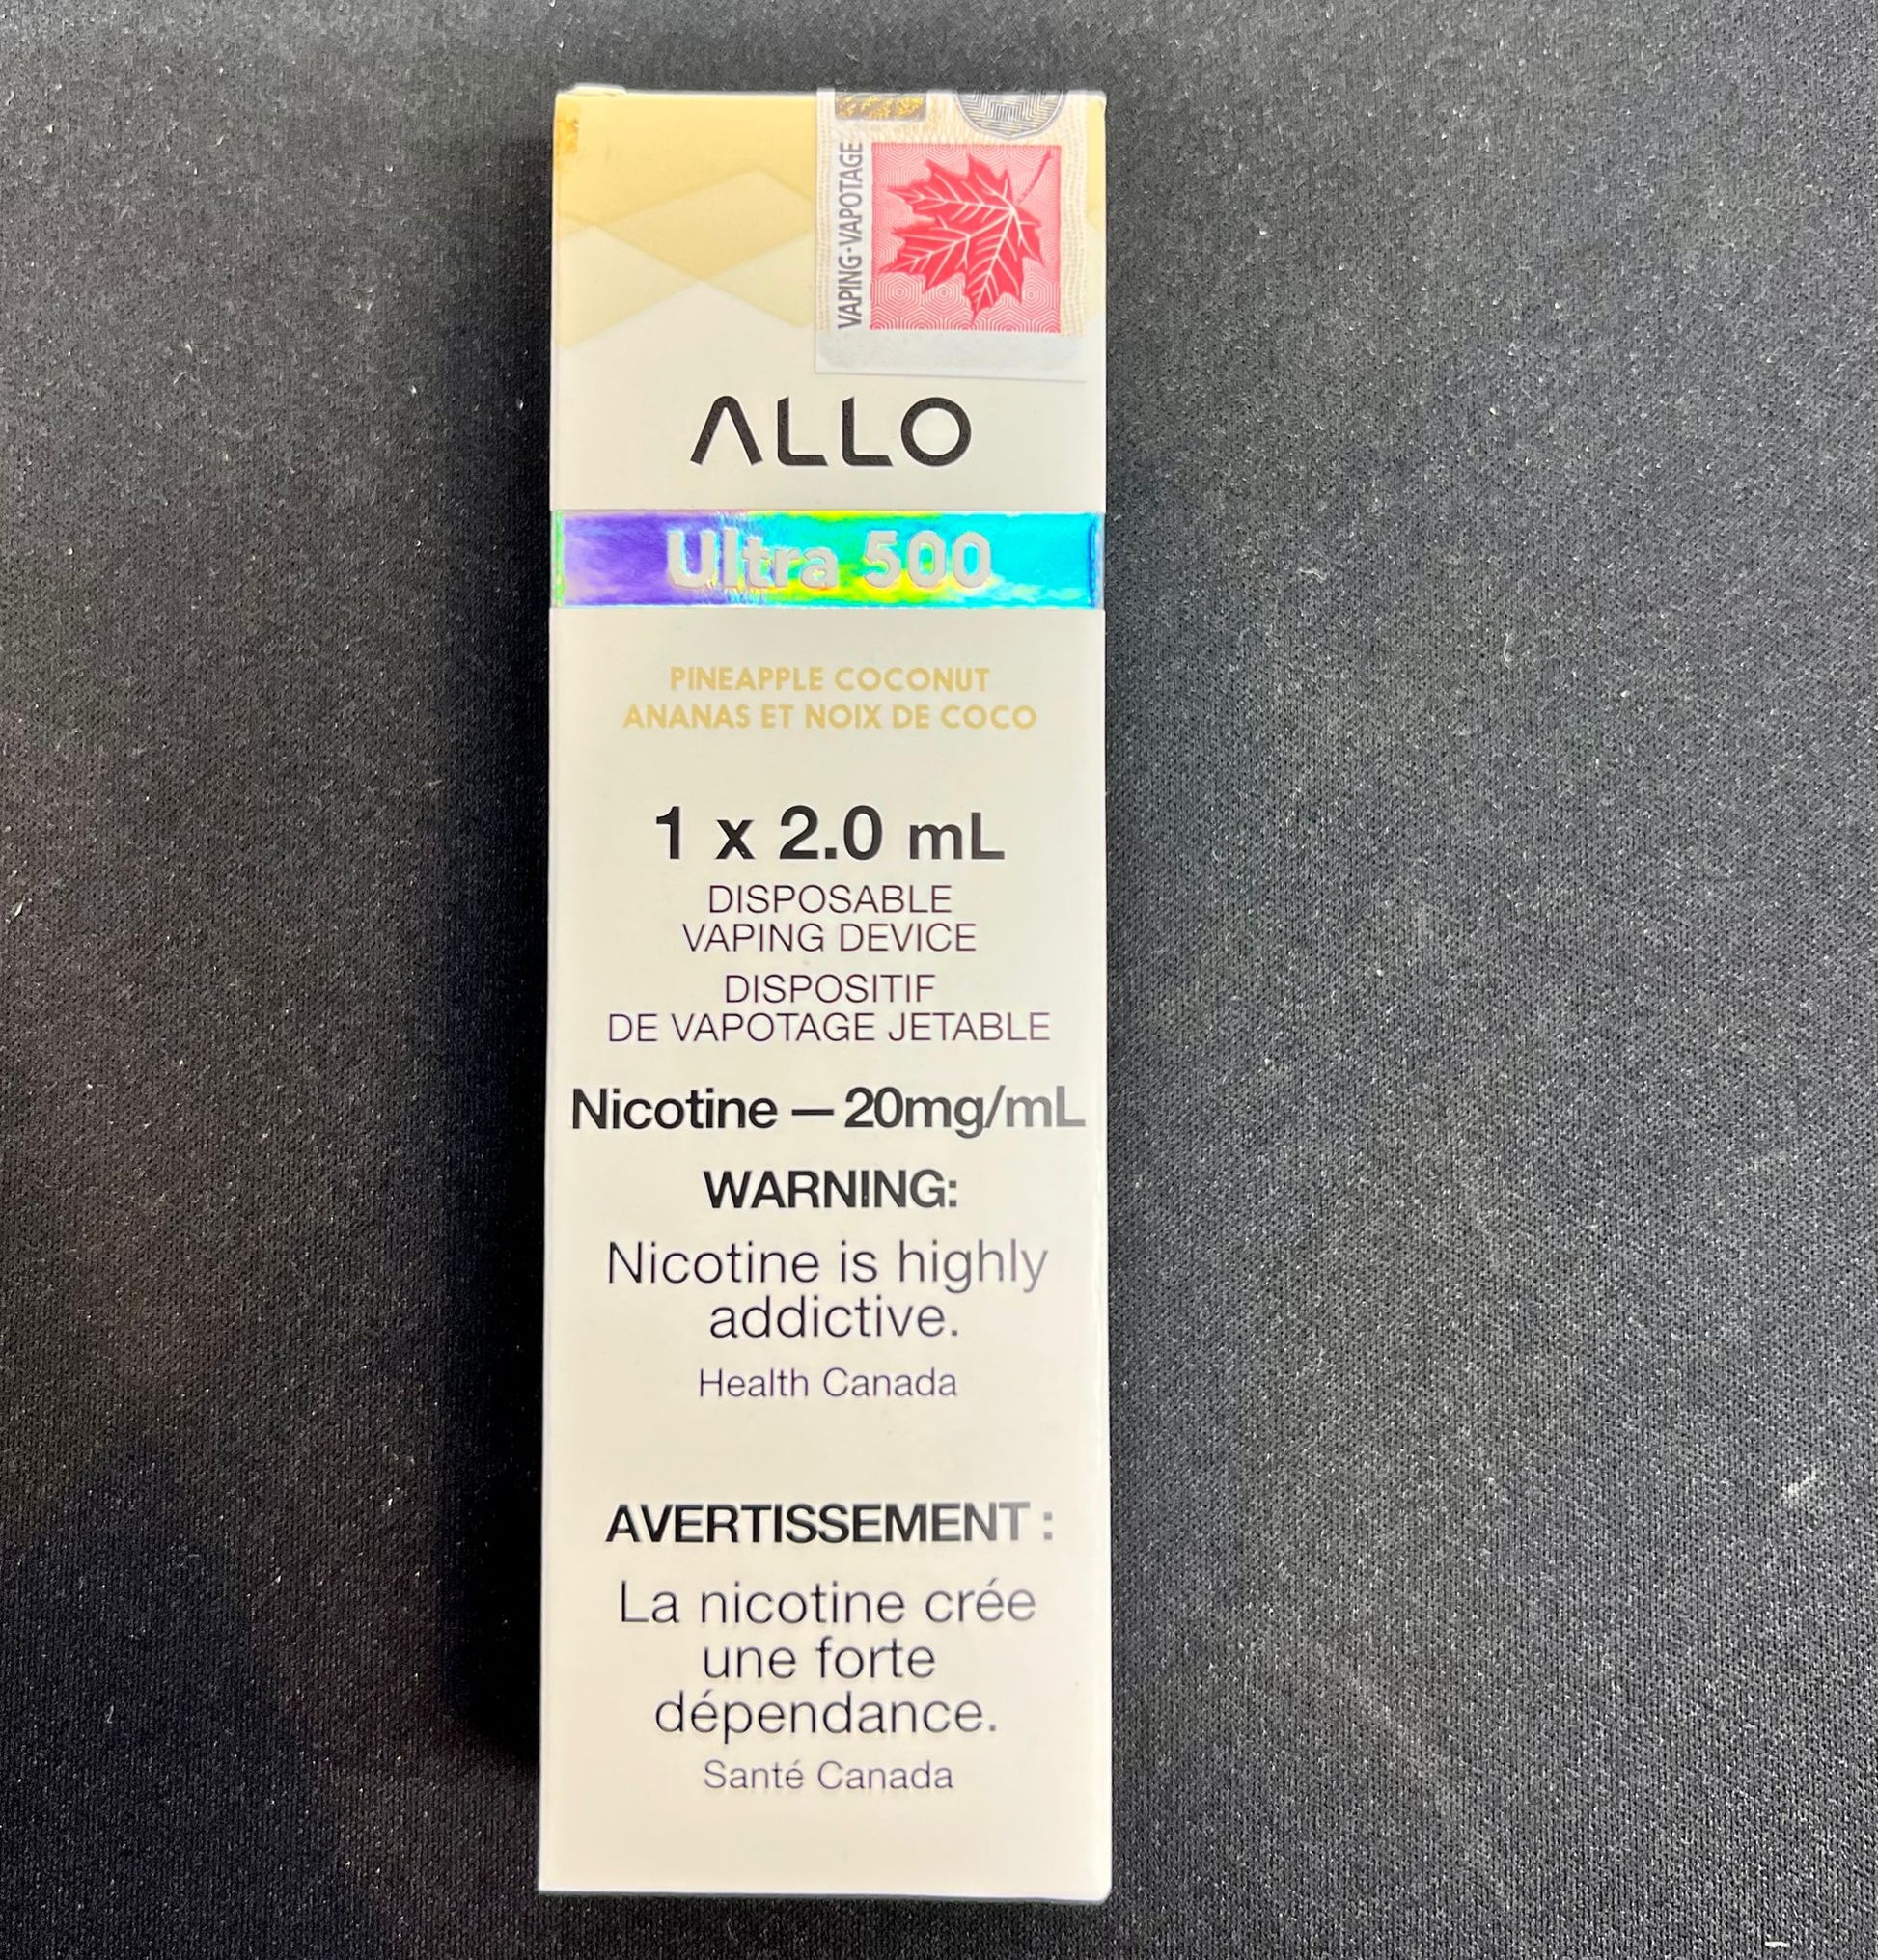 VAPING·VAPOTAGE
ALLO
Ultra 500
PINEAPPLE COCONUT
ANANAS ET NOIX DE COCO
1 x 2.0 mL
DISPOSABLE
VAPING DEVICE
DISPOSITIF
DE VAPOTAGE JETABLE
Nicotine — 20mg/mL
WARNING:
Nicotine is highly
addictive.
Health Canada
AVERTISSEMENT :
La nicotine crée
une forte
dépendance.
Santé Canada